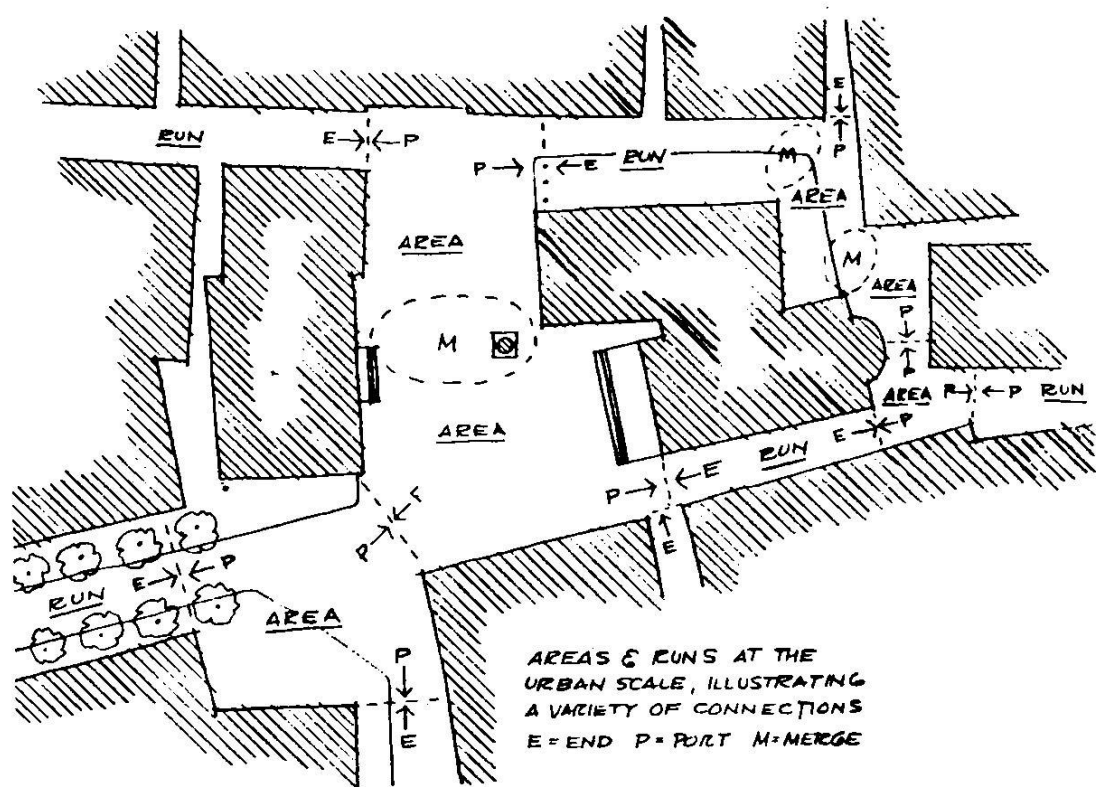 E
RUN E P
P E RUN M P
AREA
AREA
M
AREA
P
M
P
AREA
AREA P P RUN
E P
RUN
P E
P
E
E P
RUN
AREA
P
E
AREAS & RUNS AT THE
URBAN SCALE, ILLUSTRATING
A VARIETY OF CONNECTIONS
E = END P = PORT M = MERGE